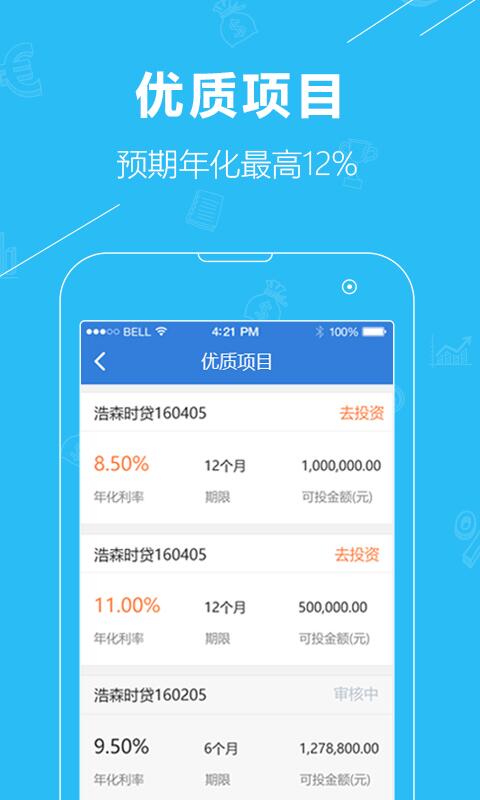 优质项目
预期年化最高12%
BELL 4:21 PM 100%
优质项目
浩森时贷160405 去投资
8.50% 12个月 1,000,000.00
年化利率 期限 可投金额(元)
浩森时贷160405 去投资
11.00% 12个月 500,000.00
年化利率 期限 可投金额(元)
浩森时贷160205 审核中
9.50% 6个月 1,278,800.00
年化利率 期限 可投金额(元)